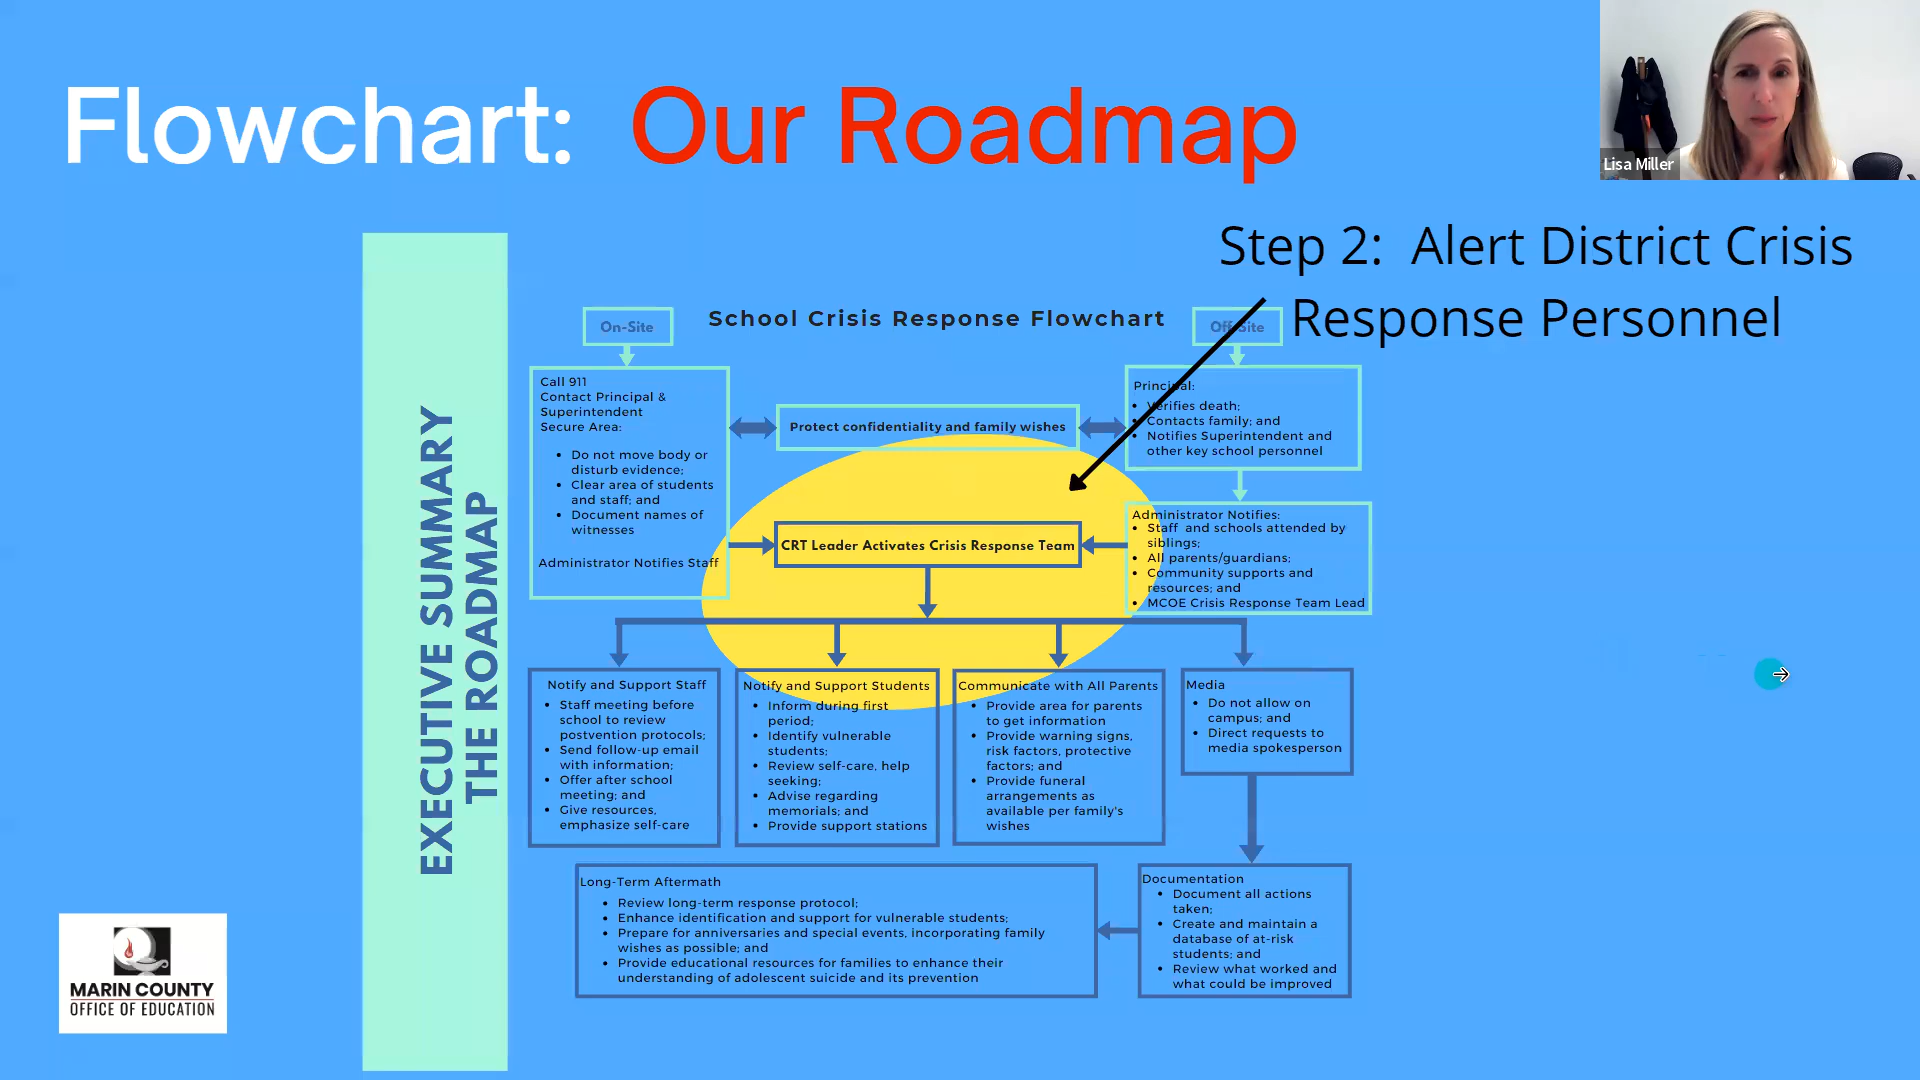 Flowchart: Our Roadmap
Lisa Miller
Step 2: Alert District Crisis
Response Personnel
EXECUTIVE SUMMARY
THE ROADMAP
School Crisis Response Flowchart
On-Site
Off-Site
Call 911
Contact Principal &
Superintendent
Secure Area:
• Do not move body or
disturb evidence;
• Clear area of students
and staff; and
• Document names of
witnesses
Administrator Notifies Staff
Protect confidentiality and family wishes
Principal:
• Verifies death;
• Contacts family; and
• Notifies Superintendent and
other key school personnel
CRT Leader Activates Crisis Response Team
Administrator Notifies:
• Staff and schools attended by
siblings;
• All parents/guardians;
• Community supports and
resources; and
• MCOE Crisis Response Team Lead
Notify and Support Staff
• Staff meeting before
school to review
postvention protocols;
• Send follow-up email
with information;
• Offer after school
meeting; and
• Give resources,
emphasize self-care
Notify and Support Students
• Inform during first
period;
• Identify vulnerable
students;
• Review self-care, help
seeking;
• Advise regarding
memorials; and
• Provide support stations
Communicate with All Parents
• Provide area for parents
to get information
• Provide warning signs,
risk factors, protective
factors; and
• Provide funeral
arrangements as
available per family's
wishes
Media
• Do not allow on
campus; and
• Direct requests to
media spokesperson
Long-Term Aftermath
• Review long-term response protocol;
• Enhance identification and support for vulnerable students;
• Prepare for anniversaries and special events, incorporating family
wishes as possible; and
• Provide educational resources for families to enhance their
understanding of adolescent suicide and its prevention
Documentation
• Document all actions
taken;
• Create and maintain a
database of at-risk
students; and
• Review what worked and
what could be improved
MARIN COUNTY
OFFICE OF EDUCATION